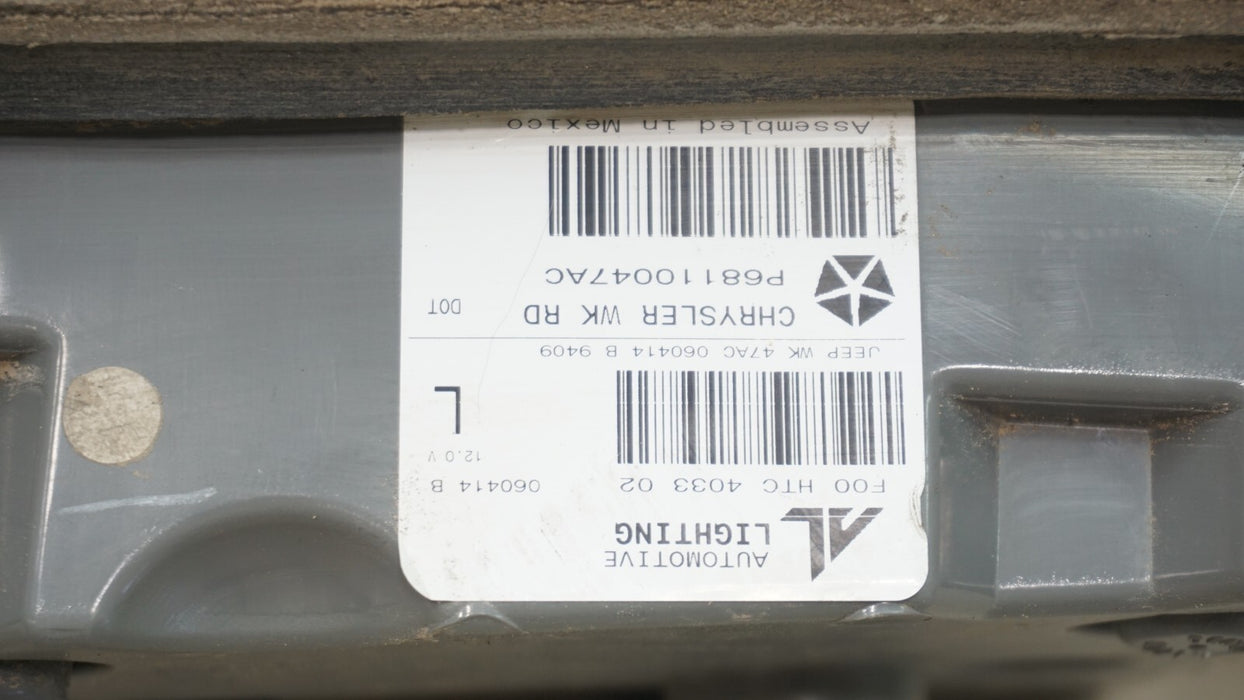 AUTOMOTIVE
LIGHTING
F00 HTC 4033 02
060414 B
12.0 V
L
JEEP WK 47AC 060414 B 9409
CHRYSLER WK RD
DOT
P68110047AC
Assembled in Mexico